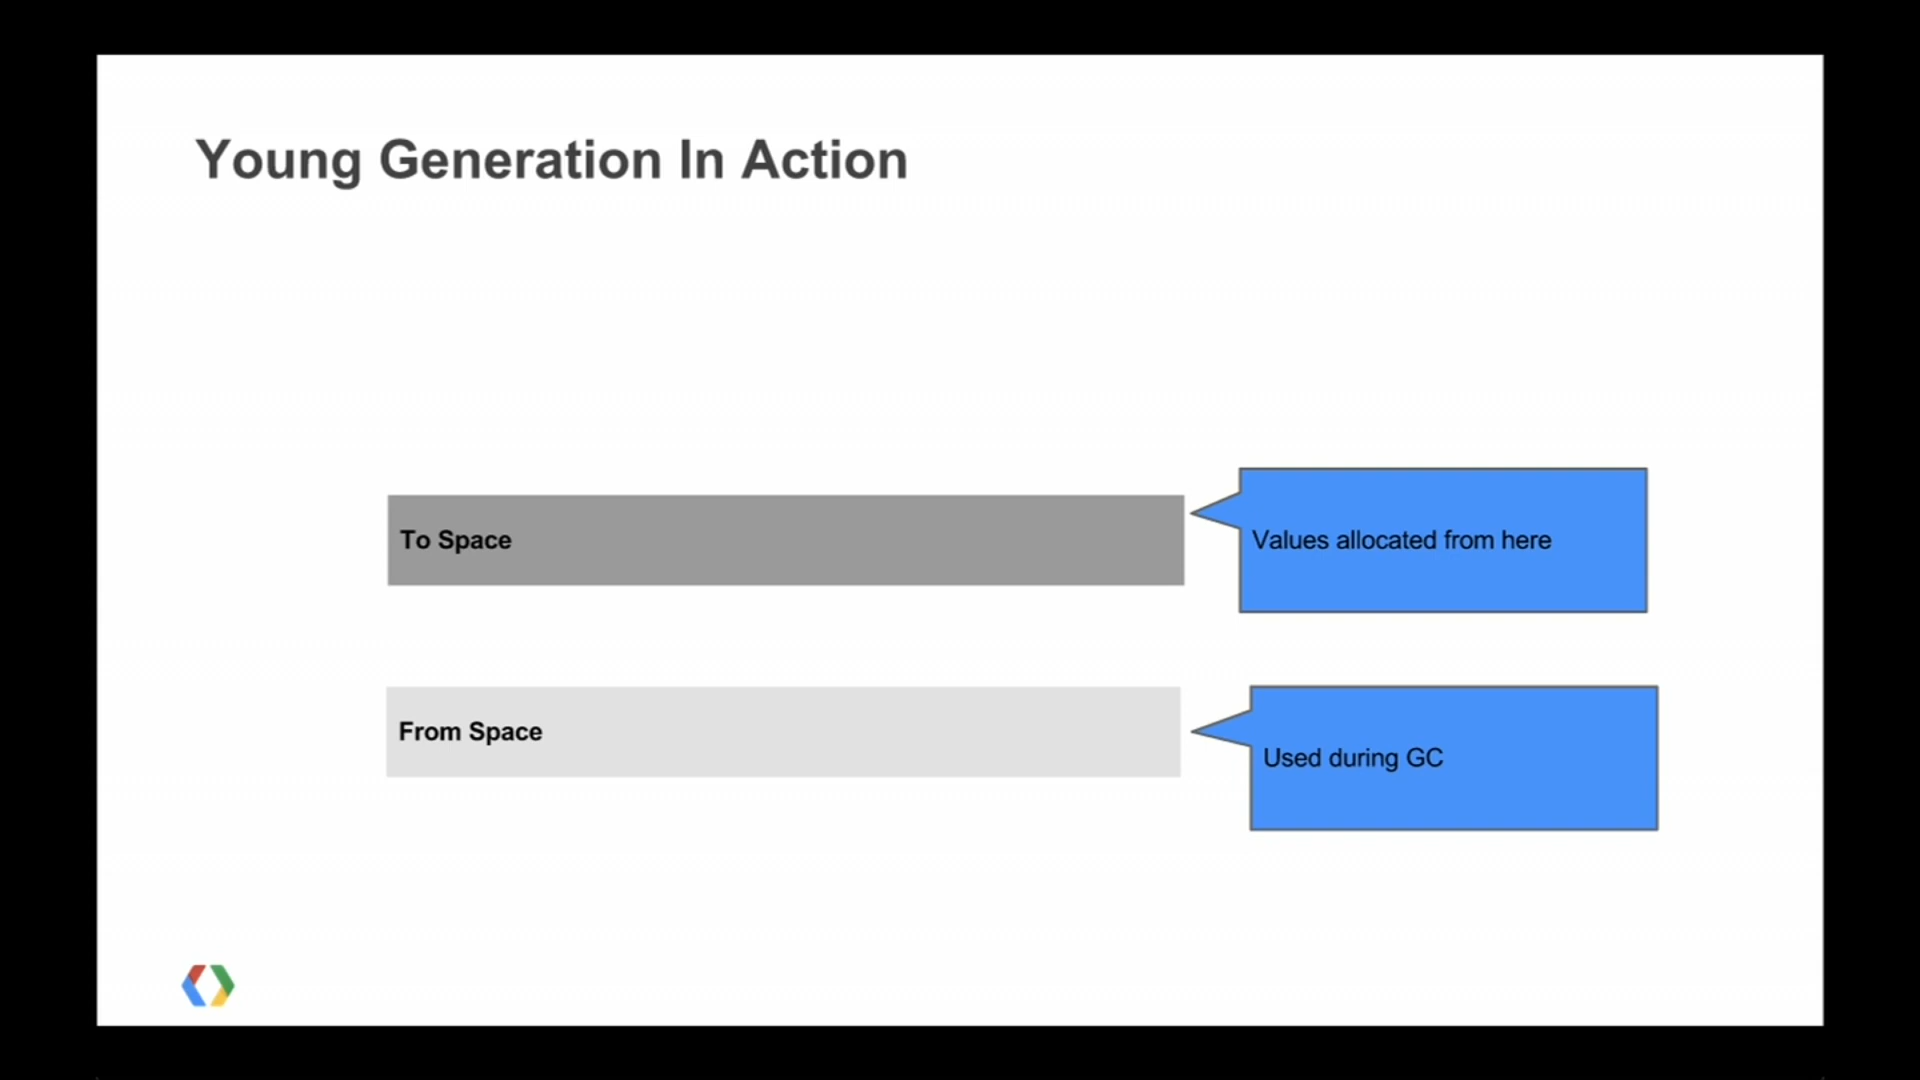 Young Generation In Action
To Space
Values allocated from here
From Space
Used during GC